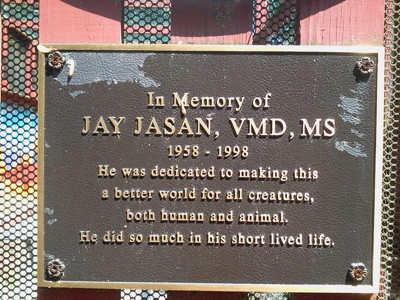 In Memory of
JAY JASAN, VMD, MS
1958 - 1998
He was dedicated to making this
a better world for all creatures,
both human and animal.
He did so much in his short lived life.